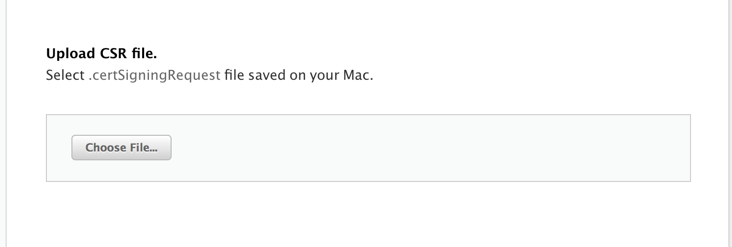 Upload CSR file.
Select .certSigningRequest file saved on your Mac.
Choose File...